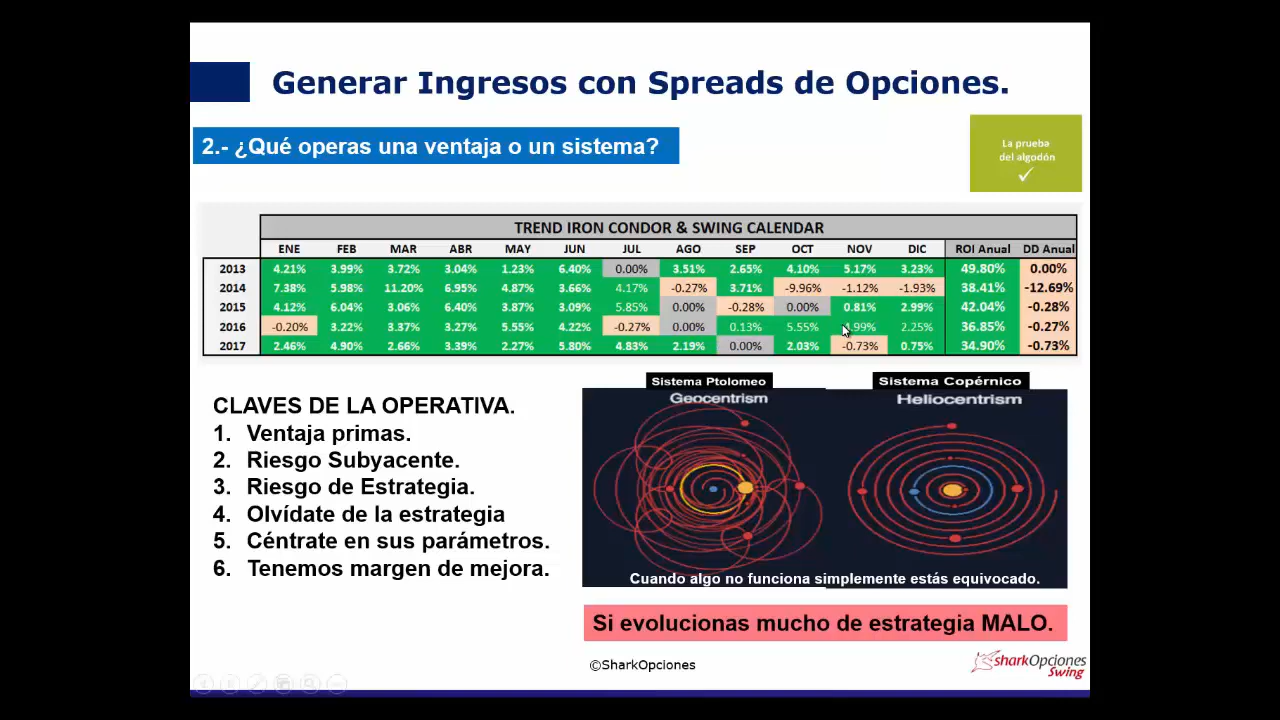 Generar Ingresos con Spreads de Opciones.
2.- ¿Qué operas una ventaja o un sistema?
La prueba
del algodón
TREND IRON CONDOR & SWING CALENDAR
ENE FEB MAR ABR MAY JUN JUL AGO SEP OCT NOV DIC ROI Anual DD Anual
2013 4.21% 3.99% 3.72% 3.04% 1.23% 6.40% 0.00% 3.51% 2.65% 4.10% 5.17% 3.23% 49.80% 0.00%
2014 7.38% 5.98% 11.20% 6.95% 4.87% 3.66% 4.17% -0.27% 3.71% -9.96% -1.12% -1.93% 38.41% -12.69%
2015 4.12% 6.04% 3.06% 6.40% 3.87% 3.09% 5.85% 0.00% -0.28% 0.00% 0.81% 2.99% 42.04% -0.28%
2016 -0.20% 3.22% 3.37% 3.27% 5.55% 4.22% -0.27% 0.00% 0.13% 5.55% 2.25% 36.85% -0.27%
2017 2.46% 4.90% 2.66% 3.39% 2.27% 5.80% 4.83% 2.19% 0.00% 2.03% -0.73% 0.75% 34.90% -0.73%
CLAVES DE LA OPERATIVA.
1. Ventaja primas.
2. Riesgo Subyacente.
3. Riesgo de Estrategia.
4. Olvídate de la estrategia
5. Céntrate en sus parámetros.
6. Tenemos margen de mejora.
Sistema Ptolomeo
Geocentrism
Sistema Copérnico
Heliocentrism
Cuando algo no funciona simplemente estás equivocado.
Si evolucionas mucho de estrategia MALO.
©SharkOpciones
sharkOpciones
Swing